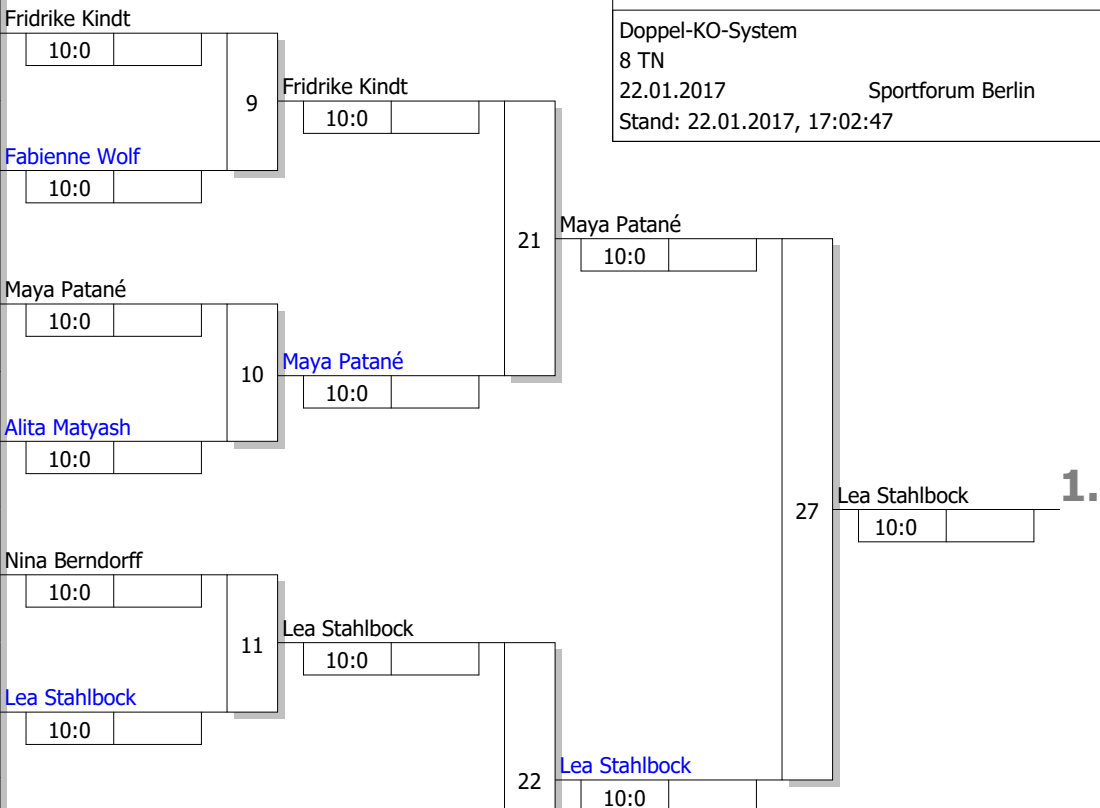 Fridrike Kindt
10:0
9
Fabienne Wolf
10:0
Fridrike Kindt
10:0
Doppel-KO-System
8 TN
22.01.2017 Sportforum Berlin
Stand: 22.01.2017, 17:02:47
21
Maya Patané
10:0
Maya Patané
10:0
10
Alita Matyash
10:0
Maya Patané
10:0
27
Lea Stahlbock
10:0
1.
Nina Berndorff
10:0
11
Lea Stahlbock
10:0
Lea Stahlbock
10:0
22
Lea Stahlbock
10:0